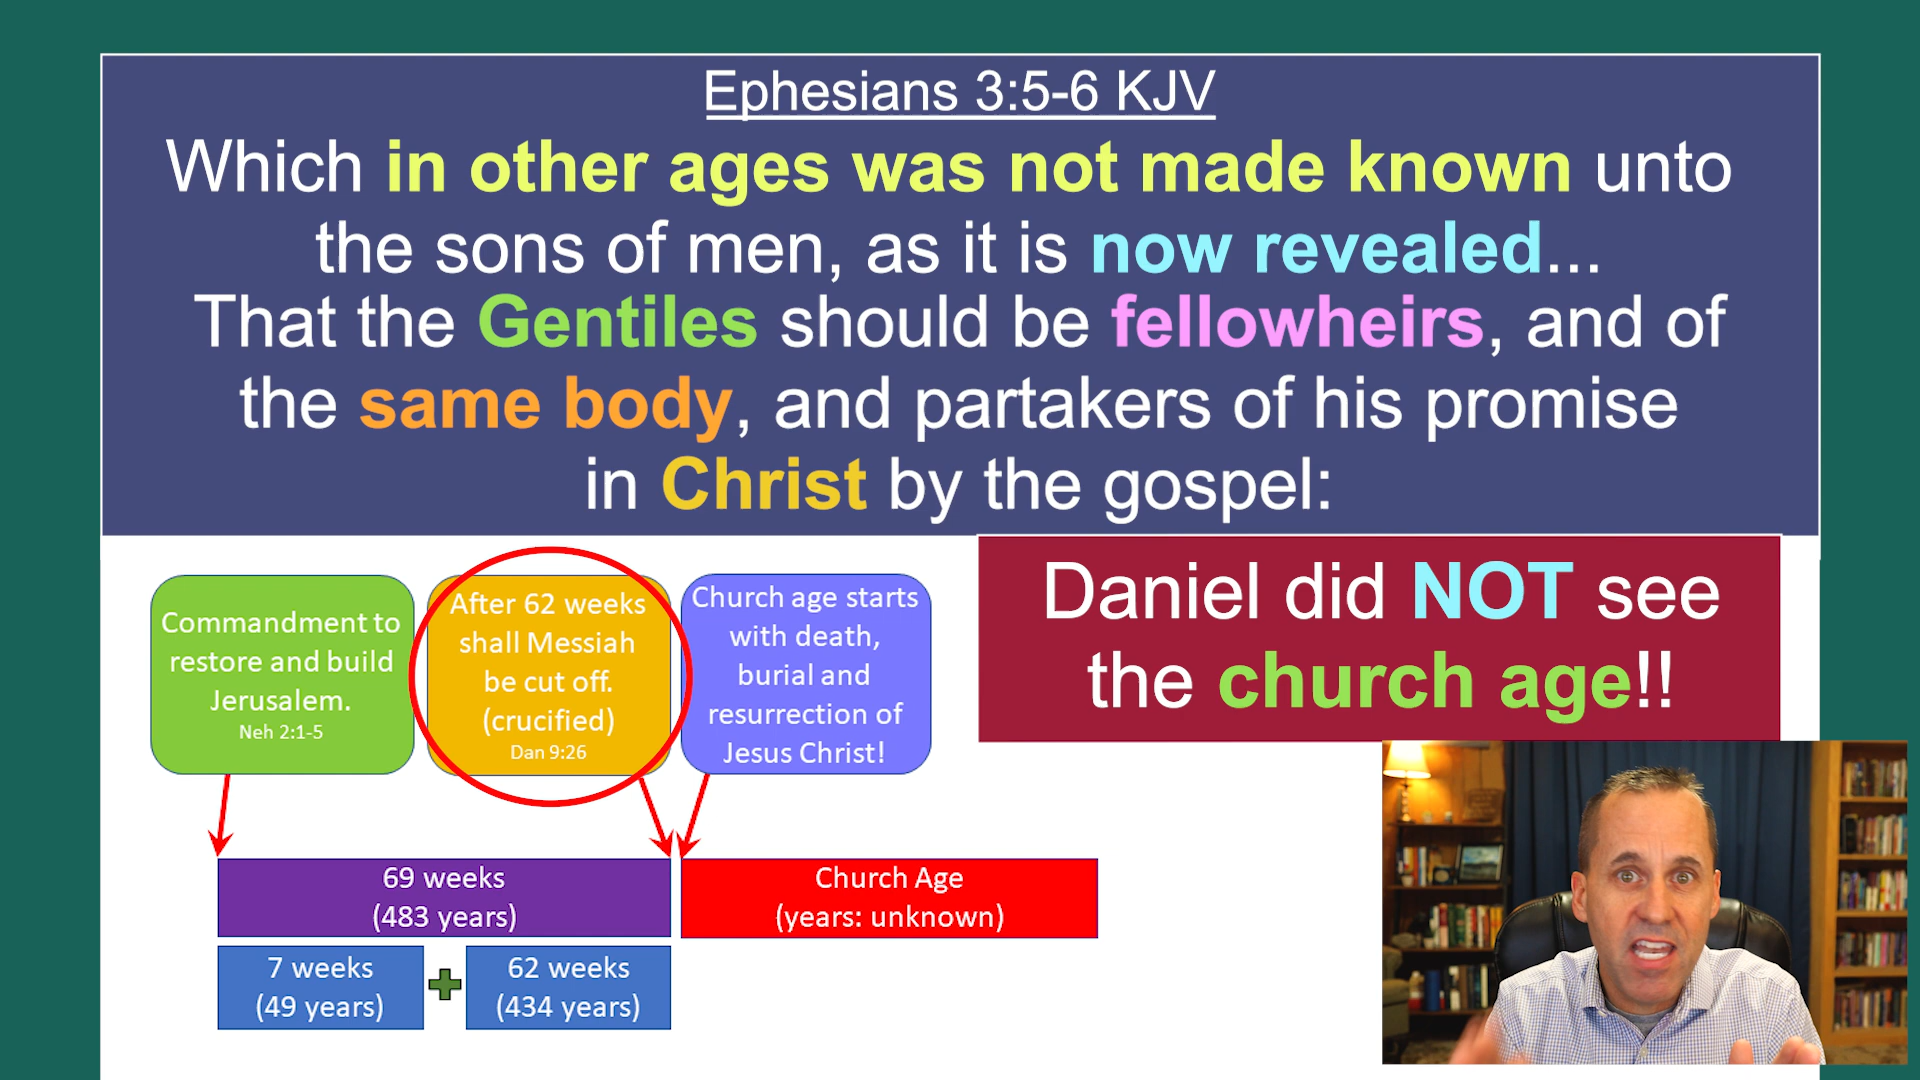 Ephesians 3:5-6 KJV
Which in other ages was not made known unto
the sons of men, as it is now revealed...
That the Gentiles should be fellowheirs, and of
the same body, and partakers of his promise
in Christ by the gospel:
Commandment to
restore and build
Jerusalem.
Neh 2:1-5
After 62 weeks
shall Messiah
be cut off.
(crucified)
Dan 9:26
Church age starts
with death,
burial and
resurrection of
Jesus Christ!
Daniel did NOT see
the church age!!
69 weeks
(483 years)
Church Age
(years: unknown)
7 weeks
(49 years)
62 weeks
(434 years)